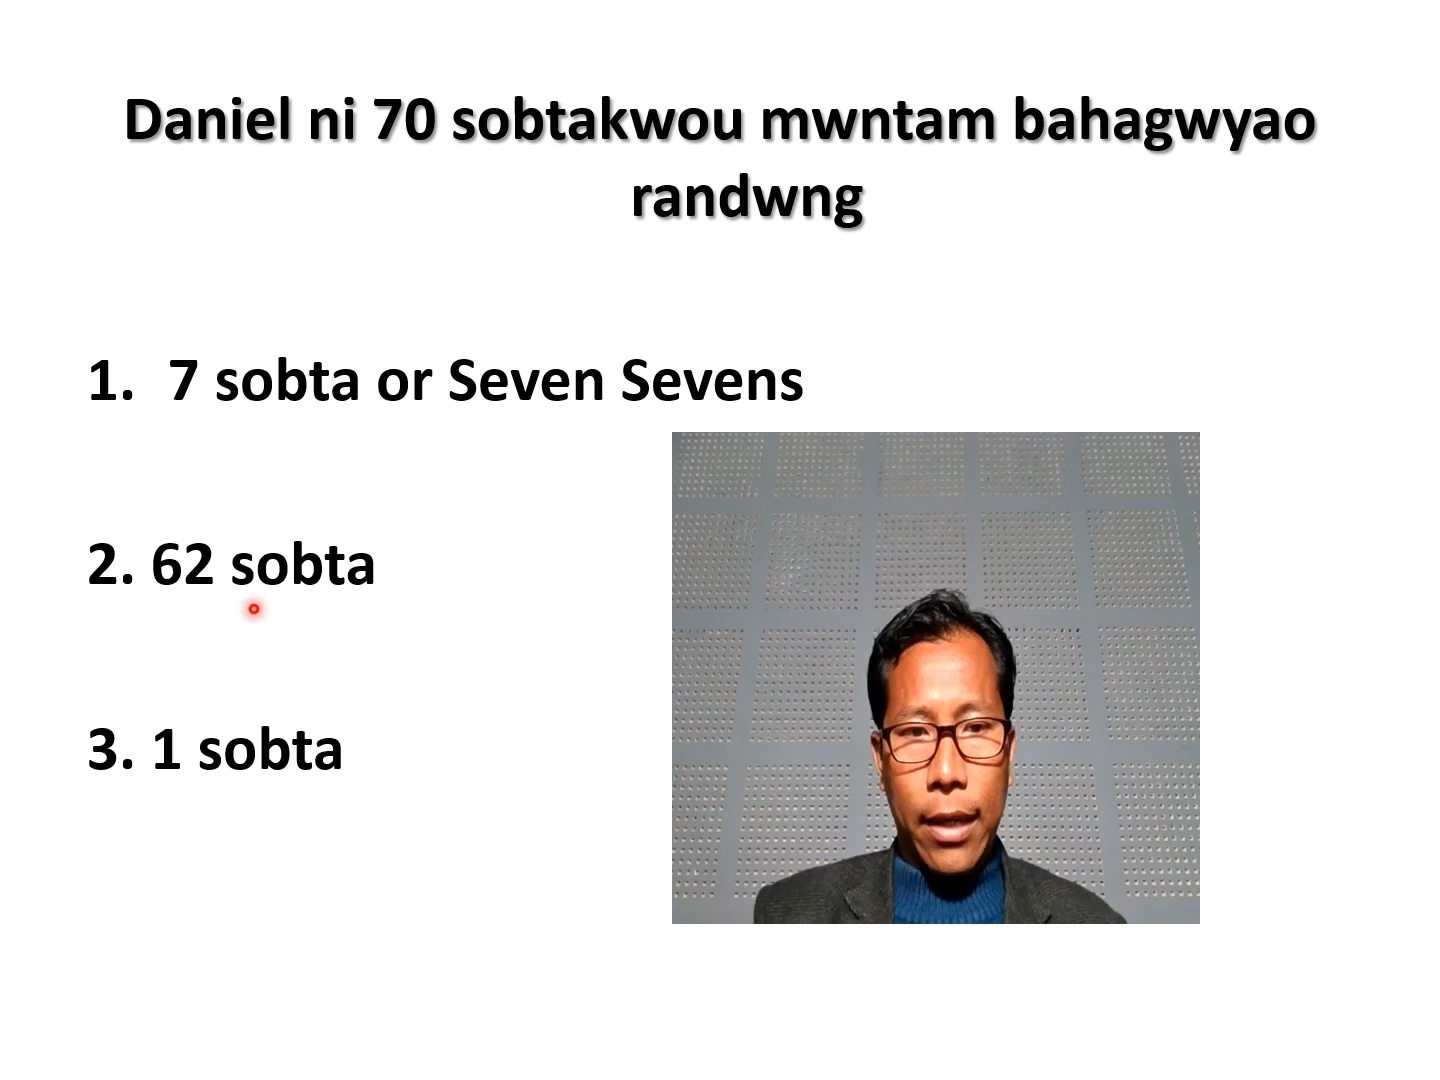 Daniel ni 70 sobtakwou mwntam bahagwyao
randwng
1. 7 sobta or Seven Sevens
2. 62 sobta
3. 1 sobta